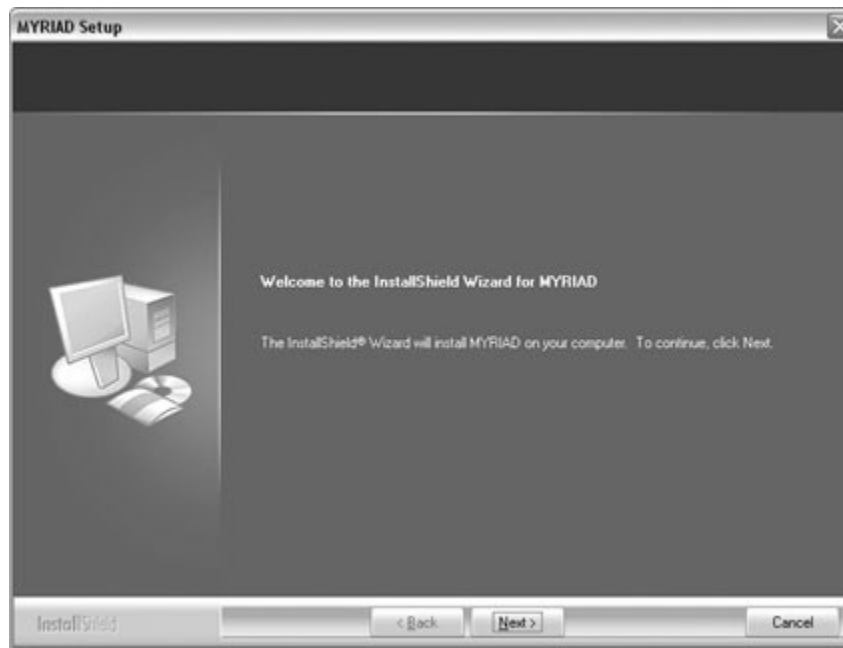 MYRIAD Setup
Welcome to the InstallShield Wizard for MYRIAD
The InstallShield® Wizard will install MYRIAD on your computer. To continue, click Next.
InstallShield
< Back
Next >
Cancel